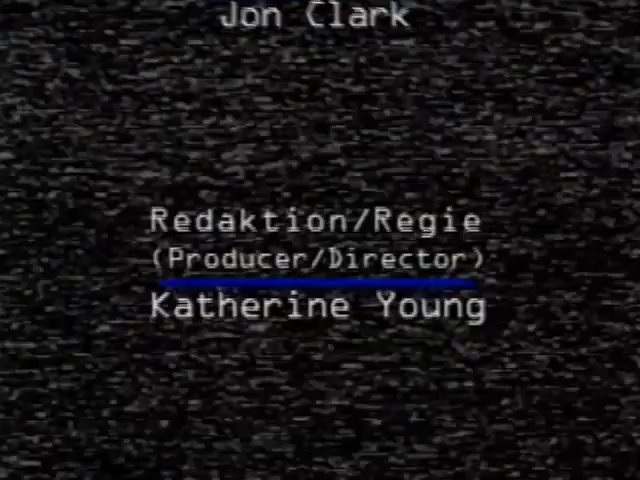 Jon Clark
Redaktion/Regie
(Producer/Director)
Katherine Young